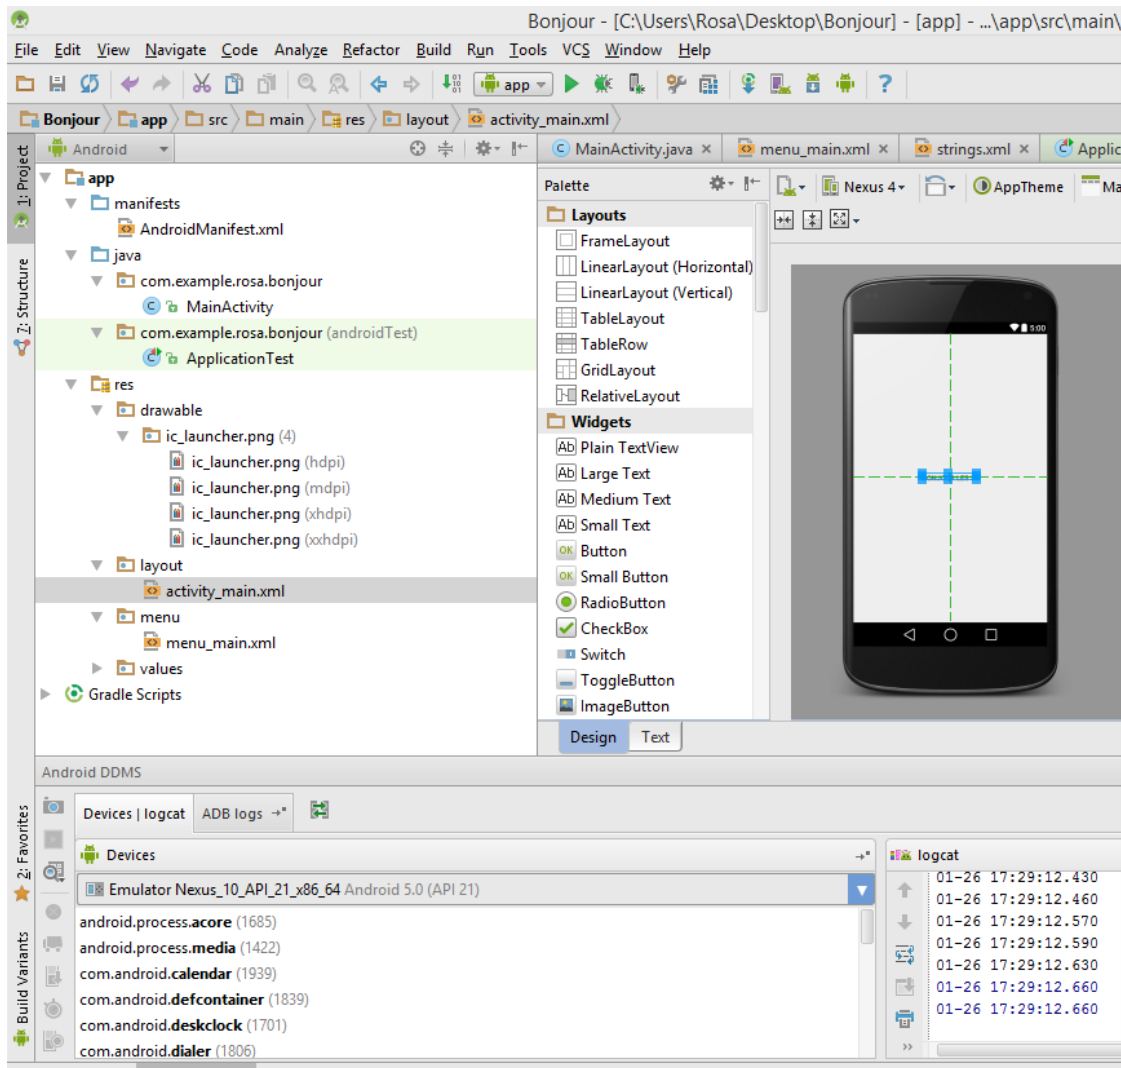 Bonjour - [C:\Users\Rosa\Desktop\Bonjour] - [app] - ...\app\src\main\
File Edit View Navigate Code Analyze Refactor Build Run Tools VCS Window Help
app
Bonjour app src main res layout activity_main.xml
1: Project
7: Structure
2: Favorites
Build Variants
Android
app
manifests
AndroidManifest.xml
java
com.example.rosa.bonjour
MainActivity
com.example.rosa.bonjour (androidTest)
ApplicationTest
res
drawable
ic_launcher.png (4)
ic_launcher.png (hdpi)
ic_launcher.png (mdpi)
ic_launcher.png (xhdpi)
ic_launcher.png (xxhdpi)
layout
activity_main.xml
menu
menu_main.xml
values
Gradle Scripts
MainActivity.java menu_main.xml strings.xml Applic
Palette
Nexus 4 AppTheme Ma
Layouts
FrameLayout
LinearLayout (Horizontal)
LinearLayout (Vertical)
TableLayout
TableRow
GridLayout
RelativeLayout
Widgets
Ab Plain TextView
Ab Large Text
Ab Medium Text
Ab Small Text
OK Button
OK Small Button
RadioButton
CheckBox
Switch
ToggleButton
ImageButton
5:00
Design Text
Android DDMS
Devices | logcat ADB logs
Devices
Emulator Nexus_10_API_21_x86_64 Android 5.0 (API 21)
android.process.acore (1685)
android.process.media (1422)
com.android.calendar (1939)
com.android.defcontainer (1839)
com.android.deskclock (1701)
com.android.dialer (1806)
logcat
01-26 17:29:12.430
01-26 17:29:12.460
01-26 17:29:12.570
01-26 17:29:12.590
01-26 17:29:12.630
01-26 17:29:12.660
01-26 17:29:12.660